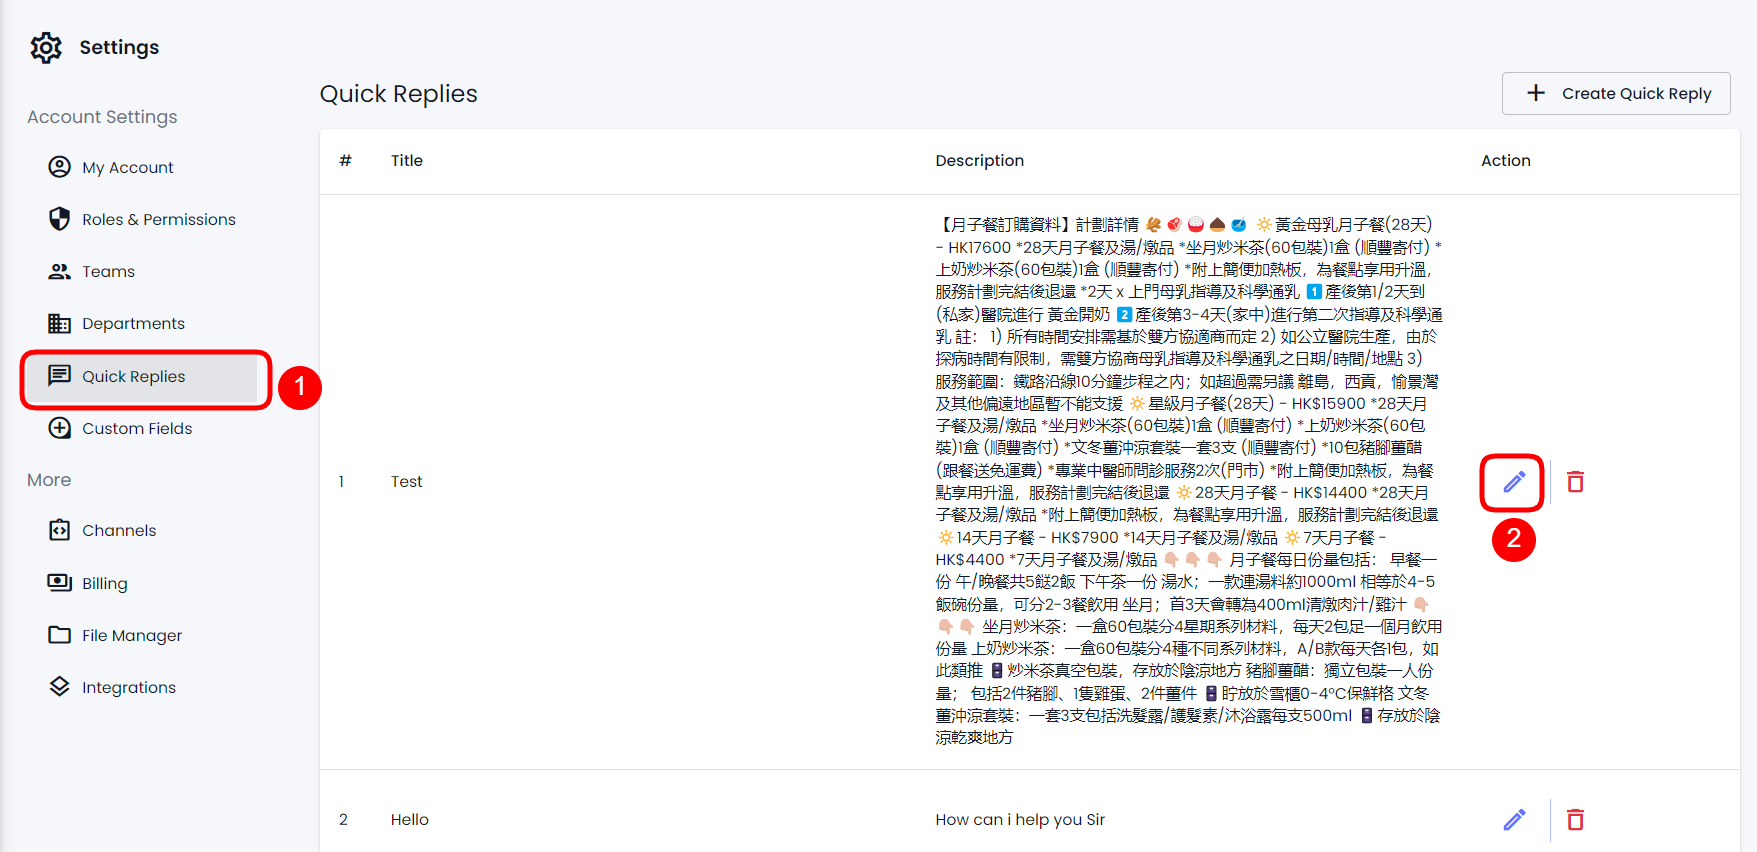 Settings
Account Settings
My Account
Roles & Permissions
Teams
Departments
Quick Replies
1
Custom Fields
More
Channels
Billing
File Manager
Integrations
Quick Replies
Create Quick Reply
# Title Description Action
1 Test
【月子餐訂購資料】計劃詳情 🫚 🥩 🍚 🌰 🥣 🔅黃金母乳月子餐(28天)
- HK17600 *28天月子餐及湯/燉品 *坐月炒米茶(60包裝)1盒 (順豐寄付) *
上奶炒米茶(60包裝)1盒 (順豐寄付) *附上簡便加熱板，為餐點享用升溫，
服務計劃完結後退還 *2天 x 上門母乳指導及科學通乳 1️⃣產後第1/2天到
(私家)醫院進行 黃金開奶 2️⃣產後第3-4天(家中)進行第二次指導及科學通
乳 註： 1) 所有時間安排需基於雙方協適商而定 2) 如公立醫院生產，由於
探病時間有限制，需雙方協商母乳指導及科學通乳之日期/時間/地點 3)
服務範圍：鐵路沿線10分鐘步程之內；如超過需另議 離島，西貢，愉景灣
及其他偏遠地區暫不能支援 🔅星級月子餐(28天) - HK$15900 *28天月
子餐及湯/燉品 *坐月炒米茶(60包裝)1盒 (順豐寄付) *上奶炒米茶(60包
裝)1盒 (順豐寄付) *文冬薑沖涼套裝一套3支 (順豐寄付) *10包豬腳薑醋
(跟餐送免運費) *專業中醫師問診服務2次(門市) *附上簡便加熱板，為餐
點享用升溫，服務計劃完結後退還 🔅28天月子餐 - HK$14400 *28天月
子餐及湯/燉品 *附上簡便加熱板，為餐點享用升溫，服務計劃完結後退還
🔅14天月子餐 - HK$7900 *14天月子餐及湯/燉品 🔅7天月子餐 -
HK$4400 *7天月子餐及湯/燉品 👇🏻 👇🏻 👇🏻 月子餐每日份量包括： 早餐一
份 午/晚餐共5餸2飯 下午茶一份 湯水；一款連湯料約1000ml 相等於4-5
飯碗份量，可分2-3餐飲用 坐月；首3天會轉為400ml清燉肉汁/雞汁 👇🏻
👇🏻 👇🏻 坐月炒米茶：一盒60包裝分4星期系列材料，每天2包足一個月飲用
份量 上奶炒米茶：一盒60包裝分4種不同系列材料，A/B款每天各1包，如
此類推 🖥炒米茶真空包裝，存放於陰涼地方 豬腳薑醋：獨立包裝一人份
量； 包括2件豬腳、1隻雞蛋、2件薑件 🖥貯放於雪櫃0-4°C保鮮格 文冬
薑沖涼套裝：一套3支包括洗髮露/護髮素/沐浴露每支500ml 🖥存放於陰
涼乾爽地方
2
2 Hello How can i help you Sir